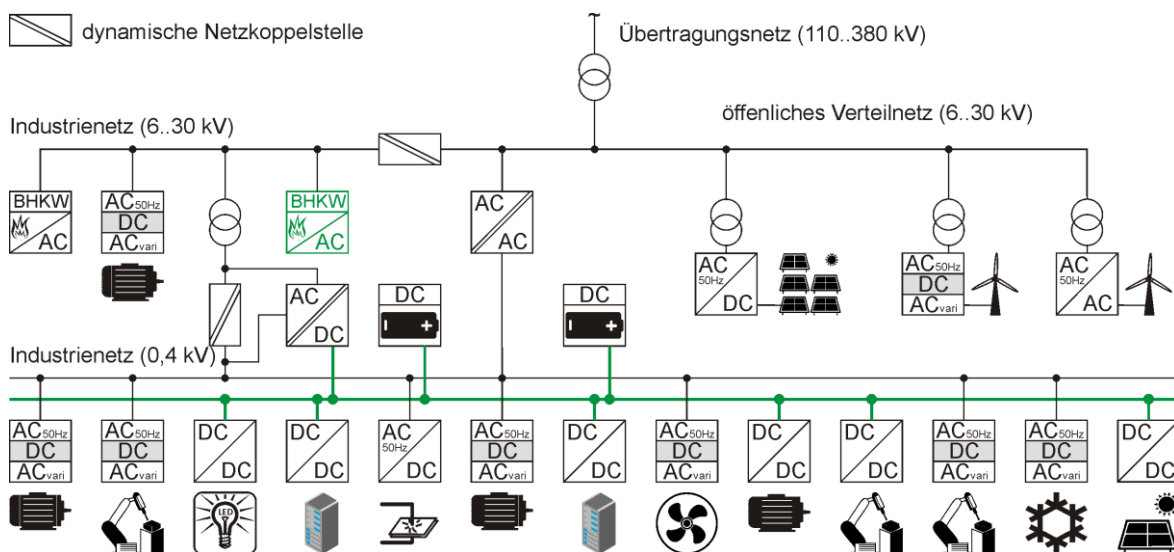 dynamische Netzkoppelstelle
Übertragungsnetz (110..380 kV)
Industrienetz (6..30 kV)
öffenliches Verteilnetz (6..30 kV)
BHKW
AC
AC50Hz
DC
ACvari
BHKW
AC
AC
AC
AC
50Hz
DC
AC50Hz
DC
ACvari
AC
50Hz
AC
AC
DC
DC
DC
Industrienetz (0,4 kV)
AC50Hz
DC
ACvari
AC50Hz
DC
ACvari
DC
DC
DC
DC
AC
50Hz
DC
AC50Hz
DC
ACvari
DC
DC
AC50Hz
DC
ACvari
DC
DC
DC
DC
AC50Hz
DC
ACvari
AC50Hz
DC
ACvari
DC
DC
LED